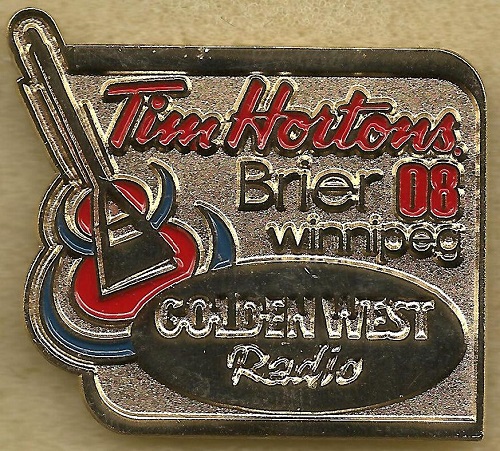 Tim Hortons.
Brier 08
winnipeg
GOLDEN WEST
Radio